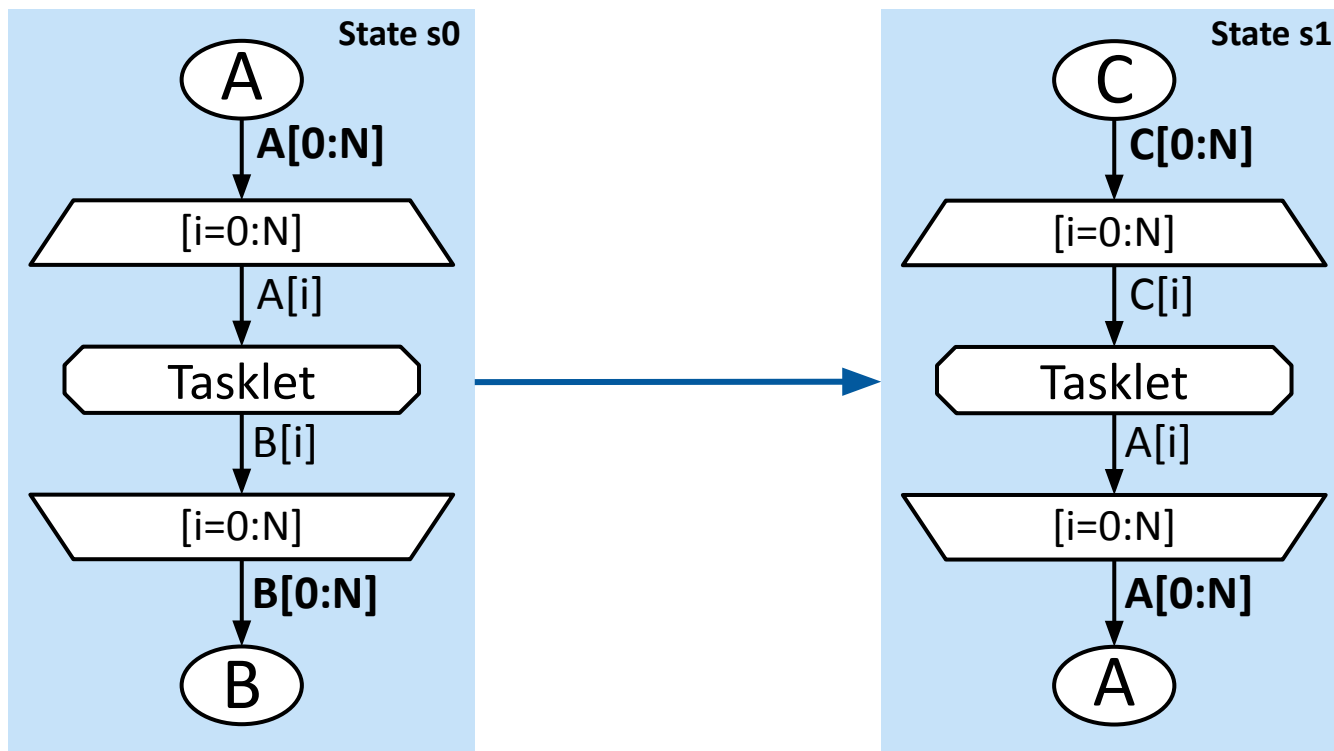 State s0
A
A[0:N]
[i=0:N]
A[i]
Tasklet
B[i]
[i=0:N]
B[0:N]
B
State s1
C
C[0:N]
[i=0:N]
C[i]
Tasklet
A[i]
[i=0:N]
A[0:N]
A